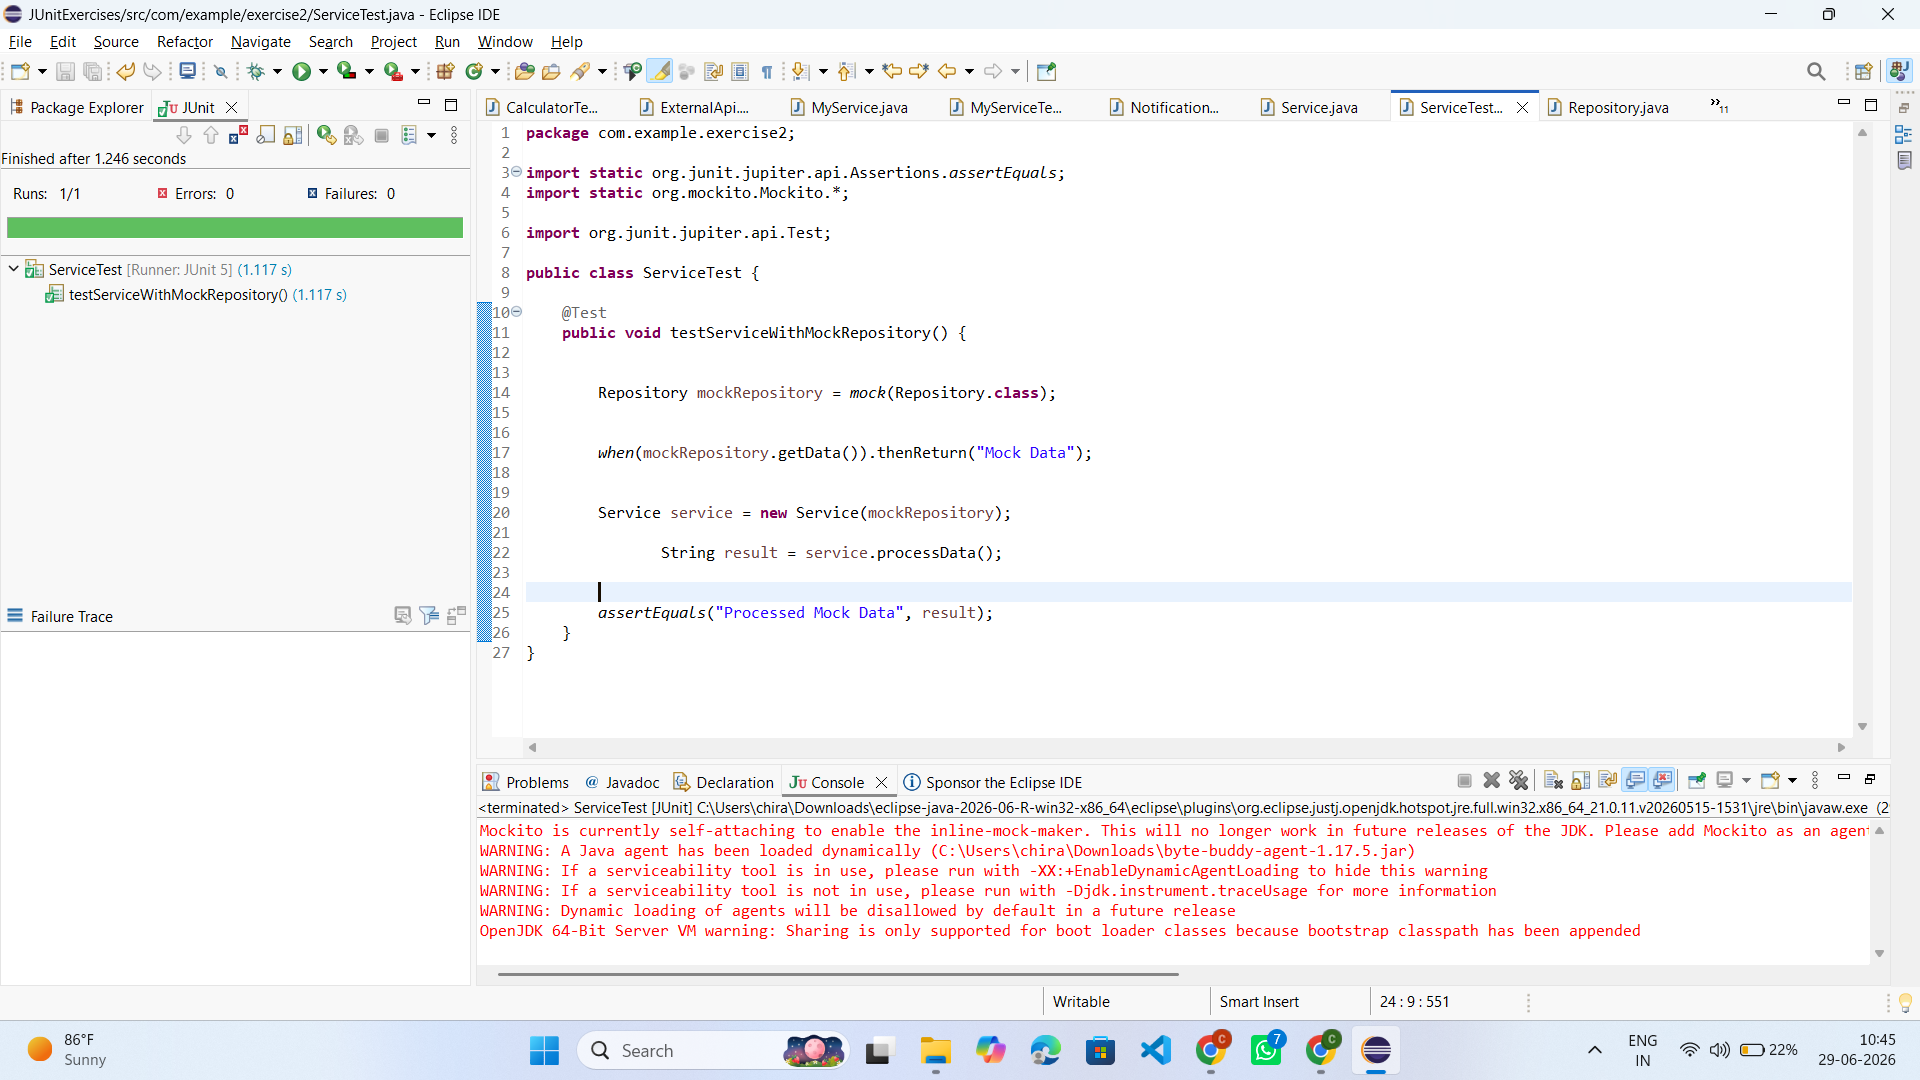 JUnitExercises/src/com/example/exercise2/ServiceTest.java - Eclipse IDE
File Edit Source Refactor Navigate Search Project Run Window Help
Package Explorer JUnit
CalculatorTe... ExternalApi.... MyService.java MyServiceTe... Notification... Service.java ServiceTest... Repository.java »11
Finished after 1.246 seconds
Runs: 1/1 Errors: 0 Failures: 0
ServiceTest [Runner: JUnit 5] (1.117 s)
testServiceWithMockRepository() (1.117 s)
Failure Trace
1 package com.example.exercise2;
2
3 import static org.junit.jupiter.api.Assertions.assertEquals;
4 import static org.mockito.Mockito.*;
5
6 import org.junit.jupiter.api.Test;
7
8 public class ServiceTest {
9
10 @Test
11 public void testServiceWithMockRepository() {
12
13
14 Repository mockRepository = mock(Repository.class);
15
16
17 when(mockRepository.getData()).thenReturn("Mock Data");
18
19
20 Service service = new Service(mockRepository);
21
22 String result = service.processData();
23
24
25 assertEquals("Processed Mock Data", result);
26 }
27 }
Problems @ Javadoc Declaration Console Sponsor the Eclipse IDE
<terminated> ServiceTest [JUnit] C:\Users\chira\Downloads\eclipse-java-2026-06-R-win32-x86_64\eclipse\plugins\org.eclipse.justj.openjdk.hotspot.jre.full.win32.x86_64_21.0.11.v20260515-1531\jre\bin\javaw.exe (2
Mockito is currently self-attaching to enable the inline-mock-maker. This will no longer work in future releases of the JDK. Please add Mockito as an agent
WARNING: A Java agent has been loaded dynamically (C:\Users\chira\Downloads\byte-buddy-agent-1.17.5.jar)
WARNING: If a serviceability tool is in use, please run with -XX:+EnableDynamicAgentLoading to hide this warning
WARNING: If a serviceability tool is not in use, please run with -Djdk.instrument.traceUsage for more information
WARNING: Dynamic loading of agents will be disallowed by default in a future release
OpenJDK 64-Bit Server VM warning: Sharing is only supported for boot loader classes because bootstrap classpath has been appended
Writable Smart Insert 24 : 9 : 551
86°F
Sunny
Search
C
7
C
ENG
IN
22%
10:45
29-06-2026